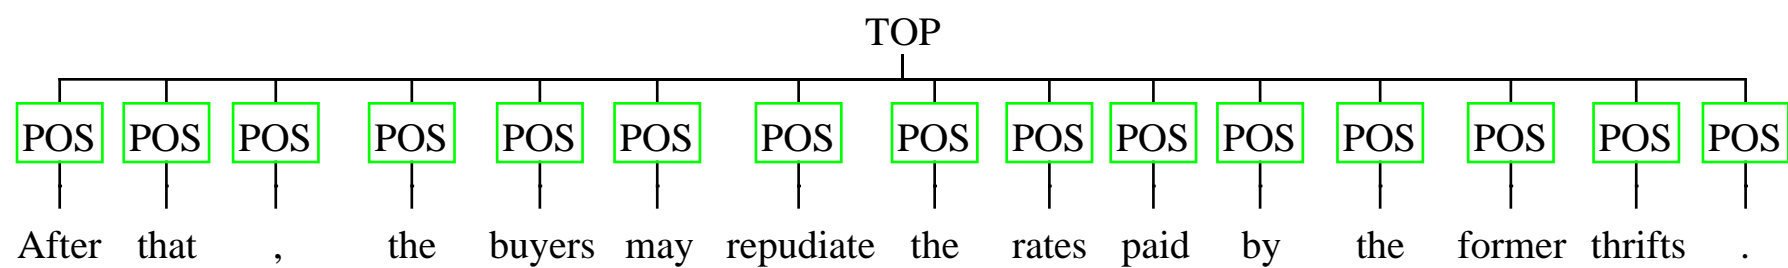 TOP
POS POS POS POS POS POS POS POS POS POS POS POS POS POS POS
After that , the buyers may repudiate the rates paid by the former thrifts .